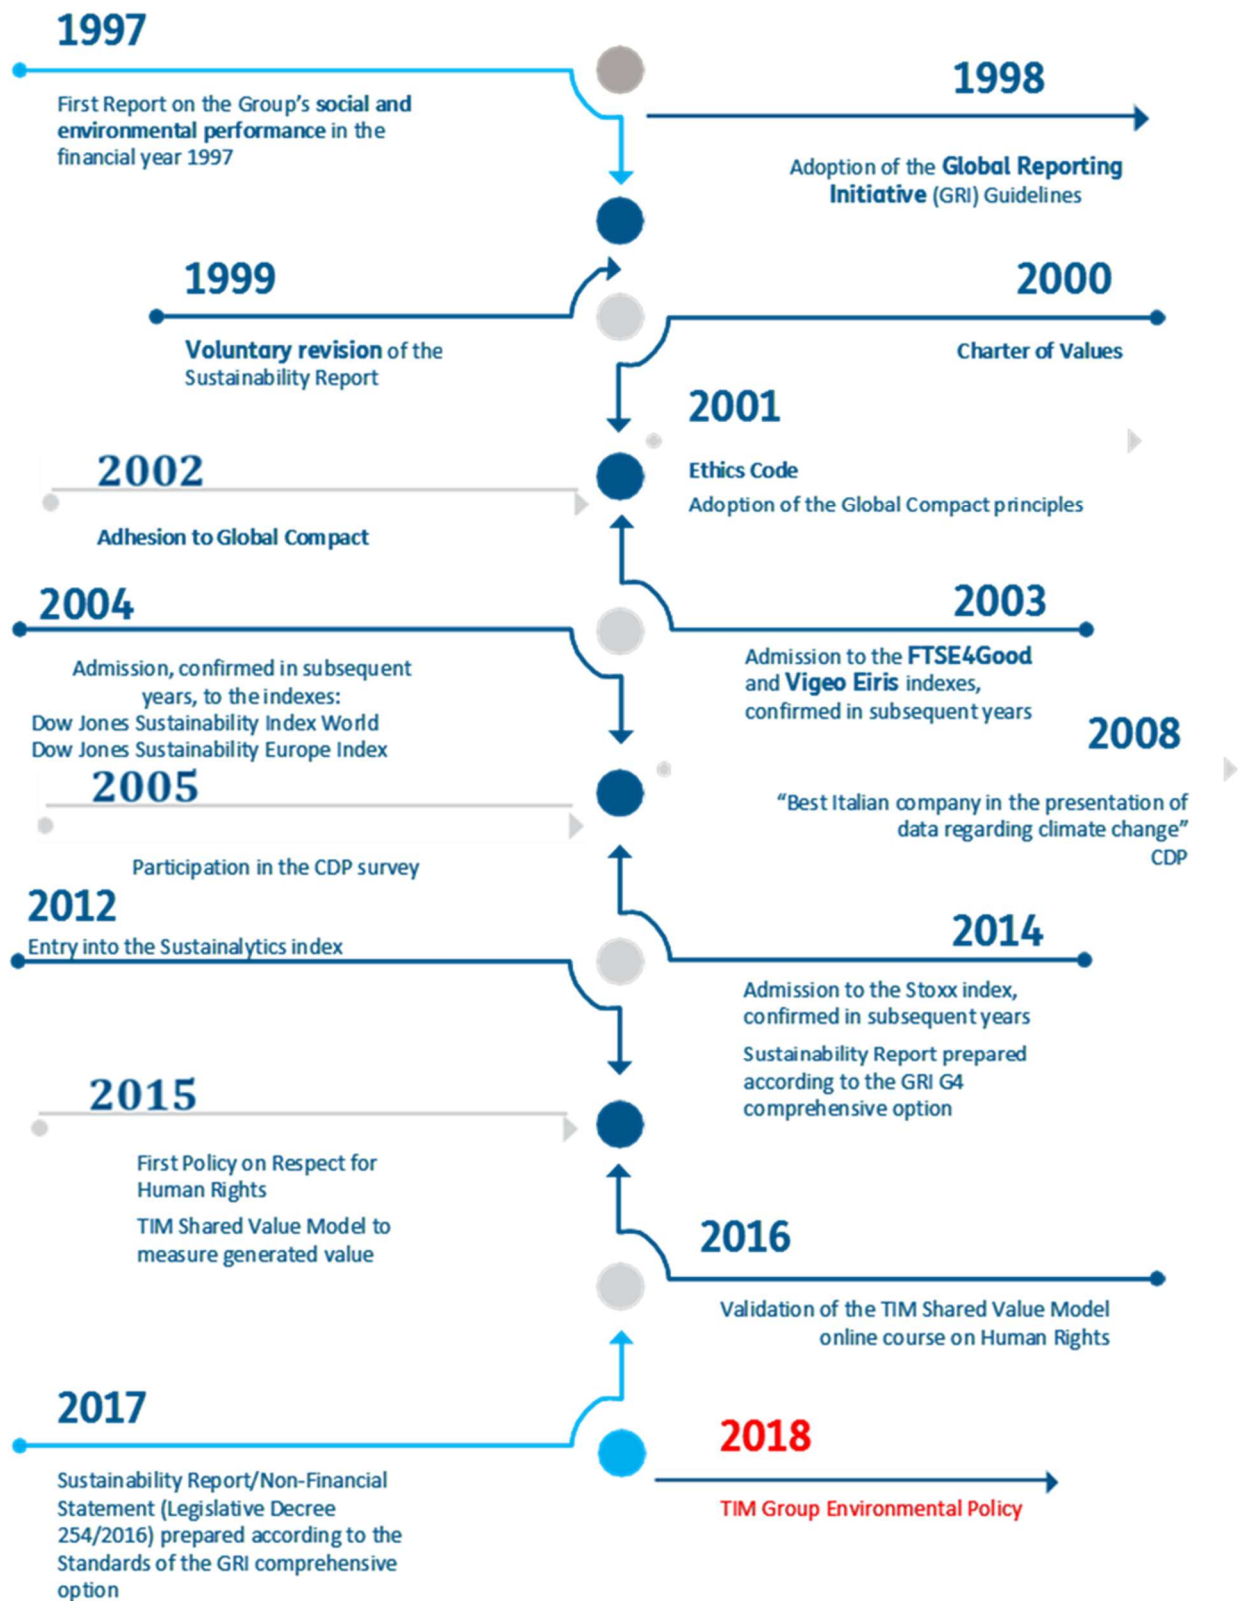 1997
First Report on the Group's social and
environmental performance in the
financial year 1997
1998
Adoption of the Global Reporting
Initiative (GRI) Guidelines
1999
Voluntary revision of the
Sustainability Report
2000
Charter of Values
2001
Ethics Code
Adoption of the Global Compact principles
2002
Adhesion to Global Compact
2003
Admission to the FTSE4Good
and Vigeo Eiris indexes,
confirmed in subsequent years
2004
Admission, confirmed in subsequent
years, to the indexes:
Dow Jones Sustainability Index World
Dow Jones Sustainability Europe Index
2005
Participation in the CDP survey
2008
“Best Italian company in the presentation of
data regarding climate change”
CDP
2012
Entry into the Sustainalytics index
2014
Admission to the Stoxx index,
confirmed in subsequent years
Sustainability Report prepared
according to the GRI G4
comprehensive option
2015
First Policy on Respect for
Human Rights
TIM Shared Value Model to
measure generated value
2016
Validation of the TIM Shared Value Model
online course on Human Rights
2017
Sustainability Report/Non-Financial
Statement (Legislative Decree
254/2016) prepared according to the
Standards of the GRI comprehensive
option
2018
TIM Group Environmental Policy